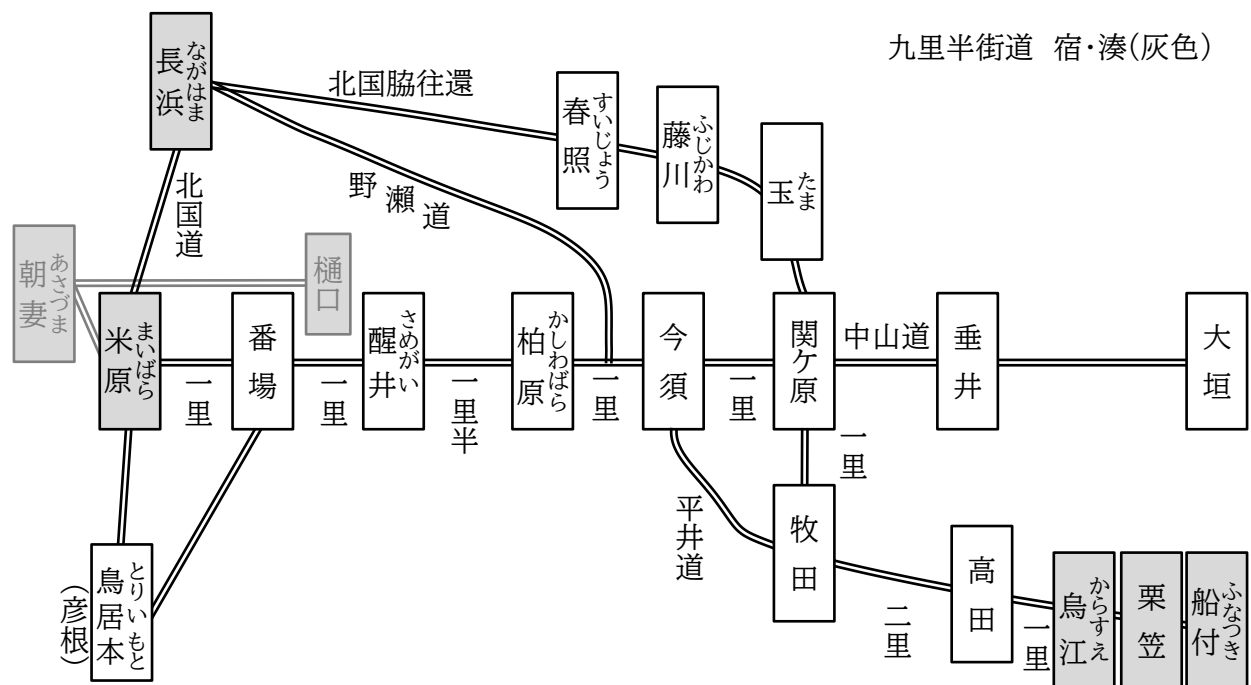 九里半街道 宿・湊(灰色)
長浜
ながはま
北国脇往還
春照
すいじょう
藤川
ふじかわ
玉
たま
野瀬道
北国道
朝妻
あさづま
樋口
米原
まいばら
一里
番場
一里
醒井
さめがい
一里半
柏原
かしわばら
一里
今須
一里
関ケ原
中山道
垂井
大垣
一里
平井道
牧田
二里
高田
一里
烏江
からすえ
栗笠
船付
ふなつき
鳥居本
とりいもと
(彦根)